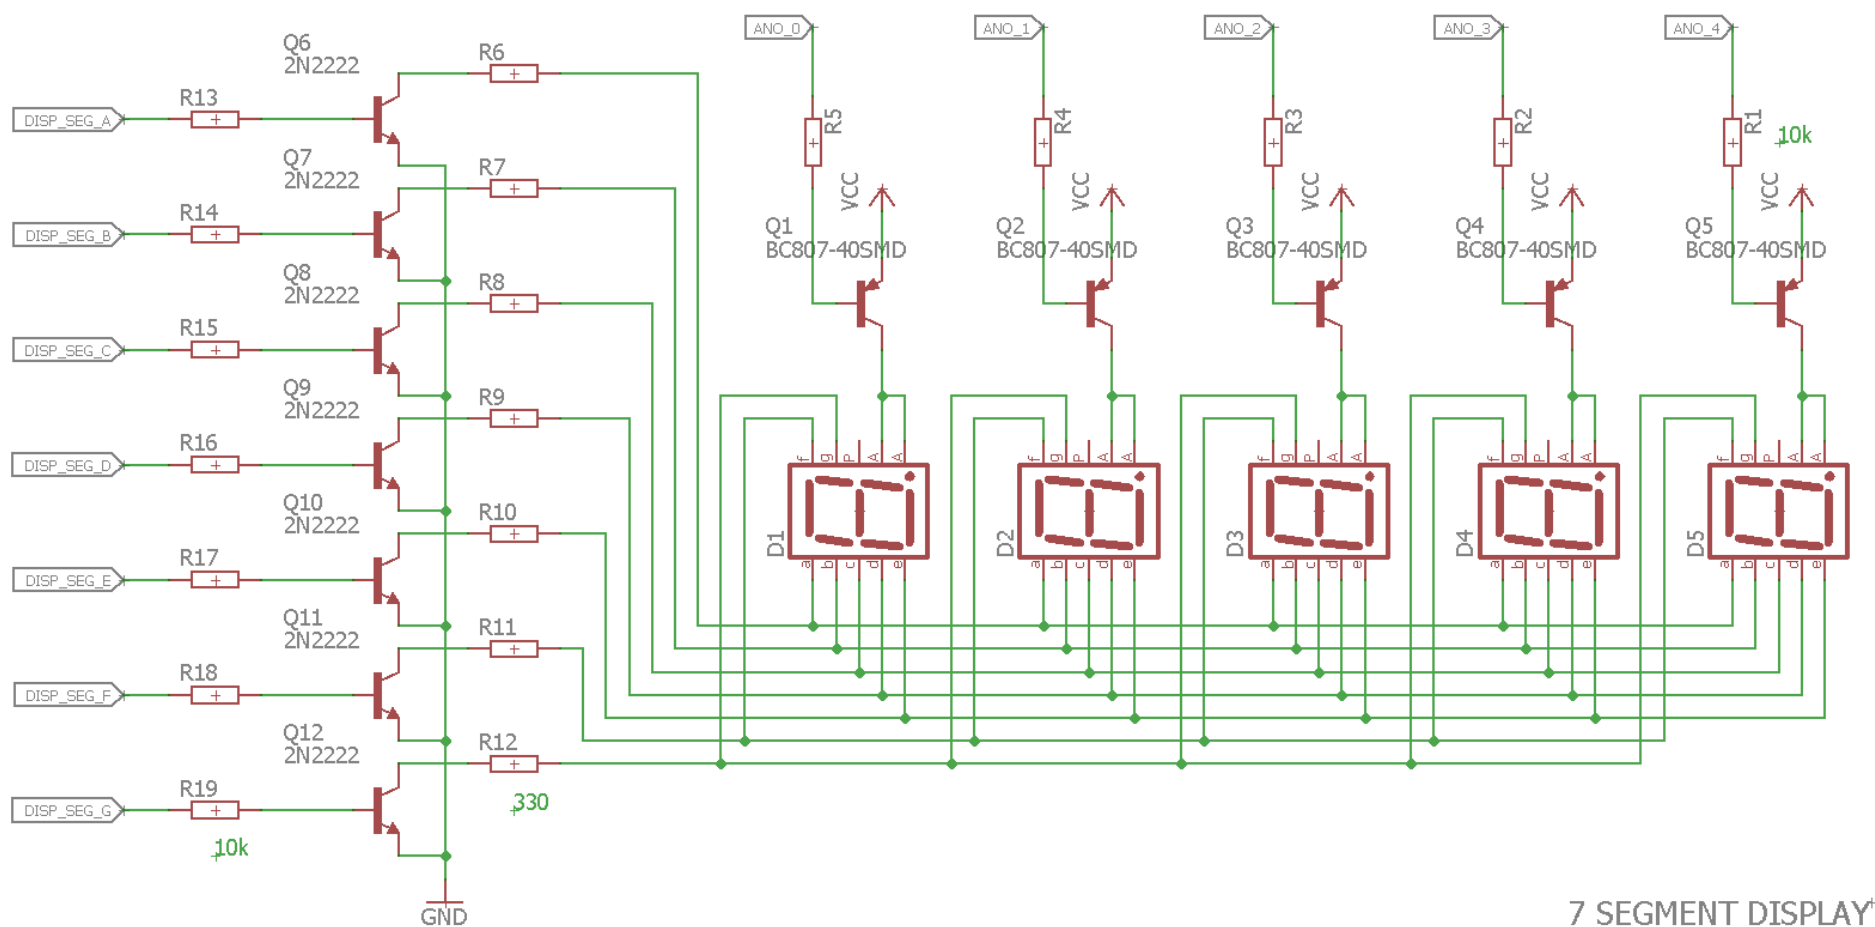 ANO_0
ANO_1
ANO_2
ANO_3
ANO_4
Q6
2N2222
R6
R13
DISP_SEG_A
R5
R4
R3
R2
R1
10k
Q7
2N2222
R7
R14
DISP_SEG_B
VCC
VCC
VCC
VCC
VCC
Q1
BC807-40SMD
Q2
BC807-40SMD
Q3
BC807-40SMD
Q4
BC807-40SMD
Q5
BC807-40SMD
Q8
2N2222
R8
R15
DISP_SEG_C
Q9
2N2222
R9
R16
DISP_SEG_D
f g P A A
f g P A A
f g P A A
f g P A A
f g P A A
D1
D2
D3
D4
D5
a b c d e
a b c d e
a b c d e
a b c d e
a b c d e
Q10
2N2222
R10
R17
DISP_SEG_E
Q11
2N2222
R11
R18
DISP_SEG_F
Q12
2N2222
R12
R19
DISP_SEG_G
330
10k
GND
7 SEGMENT DISPLAY